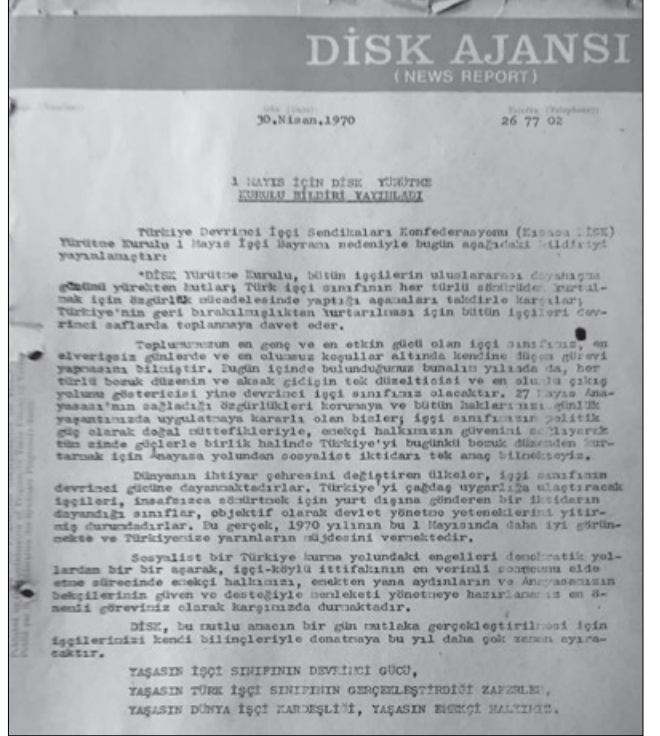 DİSK AJANSI
(NEWS REPORT)
30.Nisan.1970
26 77 02
1 MAYIS İÇİN DİSK YÜRÜTME
KURULU BİLDİRİ YAYINLADI
Türkiye Devrimci İşçi Sendikaları Konfederasyonu (Kısaca DİSK)
Yürütme Kurulu 1 Mayıs İşçi Bayramı nedeniyle bugün aşağıdaki bildiriyi
yayınlamıştır:
"DİSK Yürütme Kurulu, bütün işçilerin uluslararası dayanışma
gününü yürekten kutlar; Türk işçi sınıfının her türlü sömürüden kurtul-
mak için özgürlük mücadelesinde yaptığı aşamaları takdirle karşılar;
Türkiye'nin geri bırakılmışlıktan kurtarılması için bütün işçileri dev-
rimci saflarda toplanmaya davet eder.
Toplumumuzun en genç ve en etkin gücü olan işçi sınıfımız, en
elverişsiz günlerde ve en olumsuz koşullar altında kendine düşen görevi
yapmasını bilmiştir. Bugün içinde bulunduğumuz bunalım yılında da, her
türlü bozuk düzenin ve aksak gidişin tek düzelticisi ve en olumlu çıkış
yolunu göstericisi yine devrimci işçi sınıfımız olacaktır. 27 Mayıs Ana-
yasası'nın sağladığı özgürlükleri korumaya ve bütün haklarımızı günlük
yaşantımızda uygulatmaya kararlı olan bizler; işçi sınıfımızın politik
güç olarak doğal müttefikleriyle, emekçi halkımızın güvenini sağlıyarak
tüm zinde güçlerle birlik halinde Türkiye'yi bugünkü bozuk düzenden kur-
tarmak için Anayasa yolundan sosyalist iktidarı tek amaç bilmekteyiz.
Dünyanın ihtiyar çehresini değiştiren ülkeler, işçi sınıfının
devrimci gücüne dayanmaktadırlar. Türkiye'yi çağdaş uygarlığa ulaştıracak
işçileri, insafsızca sömürtmek için yurt dışına gönderen bir iktidarın
dayandığı sınıflar, objektif olarak devlet yönetme yeteneklerini yitir-
miş durumdadırlar. Bu gerçek, 1970 yılının bu 1 Mayısında daha iyi görün-
mekte ve Türkiyemize yarınların müjdesini vermektedir.
Sosyalist bir Türkiye kurma yolundaki engelleri demokratik yol-
lardan bir bir aşarak, işçi-köylü ittifakının en verimli sonucunu elde
etme sürecinde emekçi halkımızı, emekten yana aydınların ve Anayasamızın
bekçilerinin güven ve desteğiyle memleketi yönetmeye hazırlamamız en ö-
nemli görevimiz olarak karşımızda durmaktadır.
DİSK, bu mutlu amacın bir gün mutlaka gerçekleştirilmesi için
işçilerimizi kendi bilinçleriyle donatmaya bu yıl daha çok zaman ayıra-
caktır.
YAŞASIN İŞÇİ SINIFININ DEVRİMCİ GÜCÜ,
YAŞASIN TÜRK İŞÇİ SINIFININ GERÇEKLEŞTİRDİĞİ ZAFERLER,
YAŞASIN DÜNYA İŞÇİ KARDEŞLİĞİ, YAŞASIN EMEKÇİ HALKIMIZ.